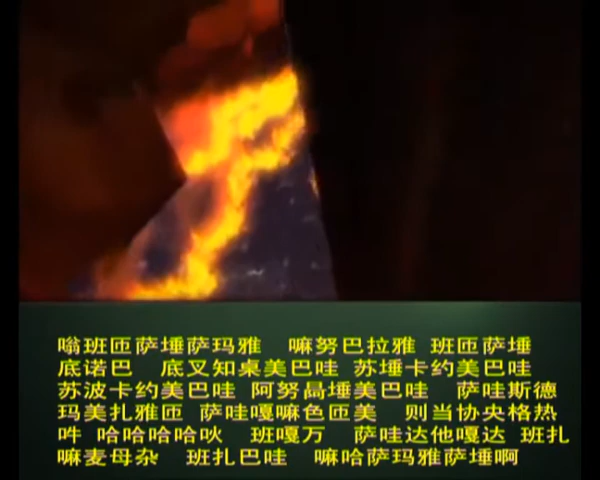 嗡班匝萨埵萨玛雅　嘛努巴拉雅 班匝萨埵
底诺巴　底叉知桌美巴哇 苏埵卡约美巴哇
苏波卡约美巴哇 阿努曷埵美巴哇　萨哇斯德
玛美扎雅匝　萨哇嘎嘛色匝美　则当协央格热
吽 哈哈哈哈伙　班嘎万　萨哇达他嘎达 班扎
嘛麦母杂　班扎巴哇　嘛哈萨玛雅萨埵啊